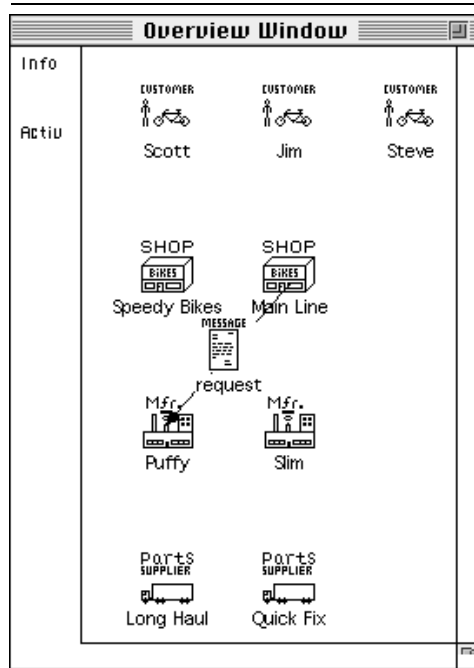 Overview Window
Info
Activ
CUSTOMER CUSTOMER CUSTOMER
Scott Jim Steve
SHOP SHOP
BIKES BIKES
Speedy Bikes Main Line
MESSAGE
request
Mfr. Mfr.
Puffy Slim
Parts Parts
SUPPLIER SUPPLIER
Long Haul Quick Fix